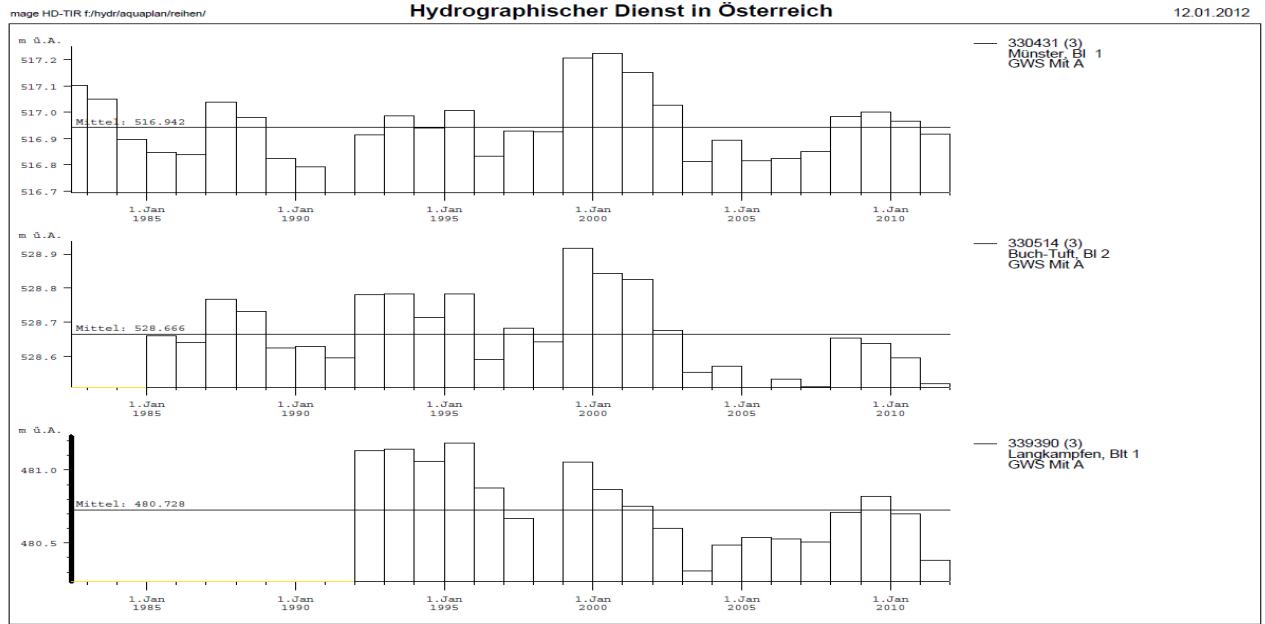 mage HD-TIR f:/hydr/aquaplan/reihen/
Hydrographischer Dienst in Österreich
12.01.2012
m ü.A.
517.2
517.1
517.0
516.9
516.8
516.7
Mittel: 516.942
1.Jan 1.Jan 1.Jan 1.Jan 1.Jan 1.Jan
1985 1990 1995 2000 2005 2010
330431 (3)
Münster, Bl 1
GWS Mit A
m ü.A.
528.9
528.8
528.7
528.6
Mittel: 528.666
1.Jan 1.Jan 1.Jan 1.Jan 1.Jan 1.Jan
1985 1990 1995 2000 2005 2010
330514 (3)
Buch-Tuft, Bl 2
GWS Mit A
m ü.A.
481.0
480.5
Mittel: 480.728
1.Jan 1.Jan 1.Jan 1.Jan 1.Jan 1.Jan
1985 1990 1995 2000 2005 2010
339390 (3)
Langkampfen, Blt 1
GWS Mit A